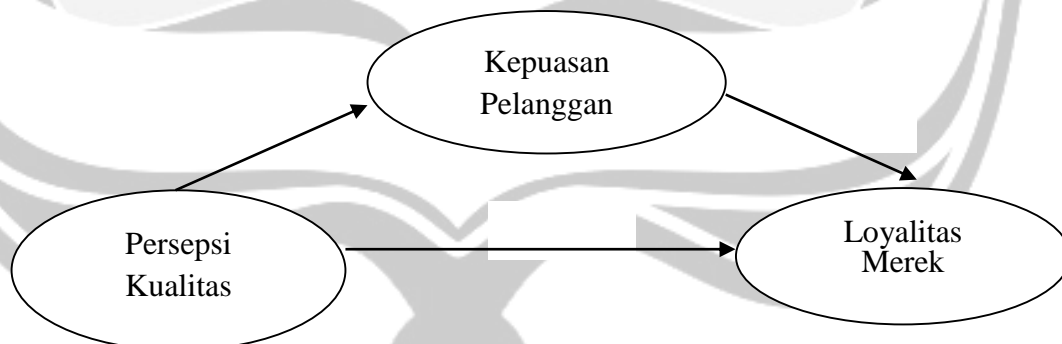 Kepuasan
Pelanggan
Persepsi
Kualitas
Loyalitas
Merek